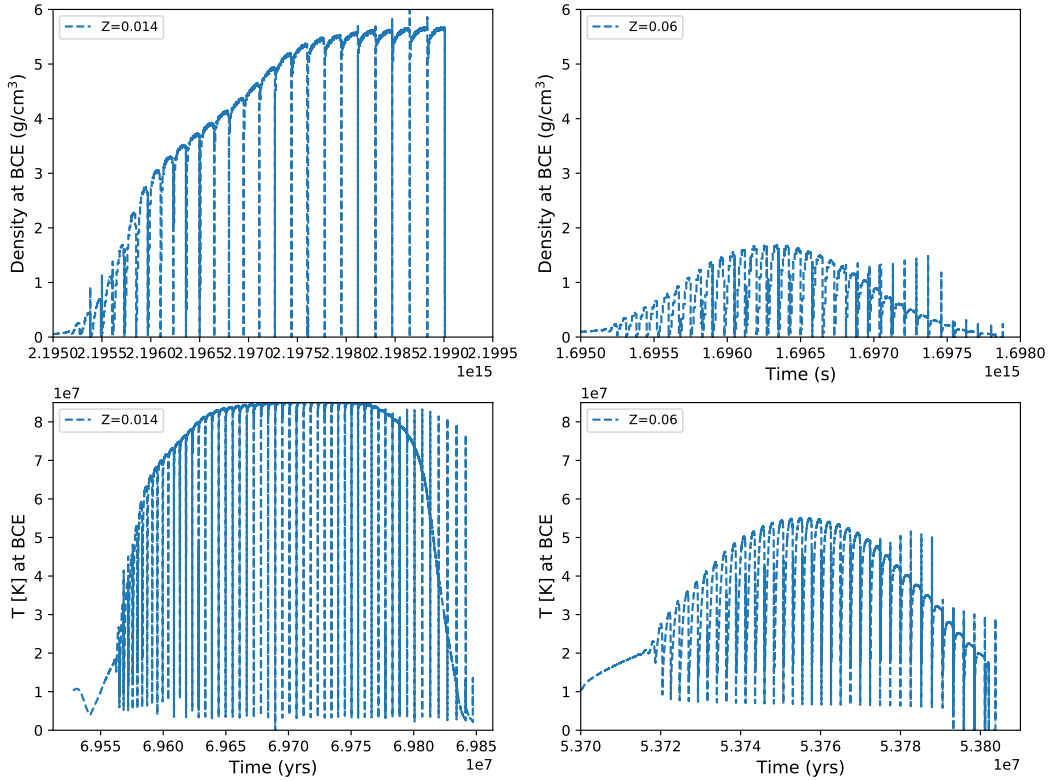 Z=0.014
Density at BCE (g/cm³)
6
5
4
3
2
1
0
2.1950 2.1955 2.1960 2.1965 2.1970 2.1975 2.1980 2.1985 2.1990 2.1995
1e15
Z=0.06
Density at BCE (g/cm³)
6
5
4
3
2
1
0
1.6950 1.6955 1.6960 1.6965 1.6970 1.6975 1.6980
Time (s)
1e15
1e7
Z=0.014
T [K] at BCE
8
7
6
5
4
3
2
1
0
6.955 6.960 6.965 6.970 6.975 6.980 6.985
Time (yrs)
1e7
1e7
Z=0.06
T [K] at BCE
8
7
6
5
4
3
2
1
0
5.370 5.372 5.374 5.376 5.378 5.380
Time (yrs)
1e7